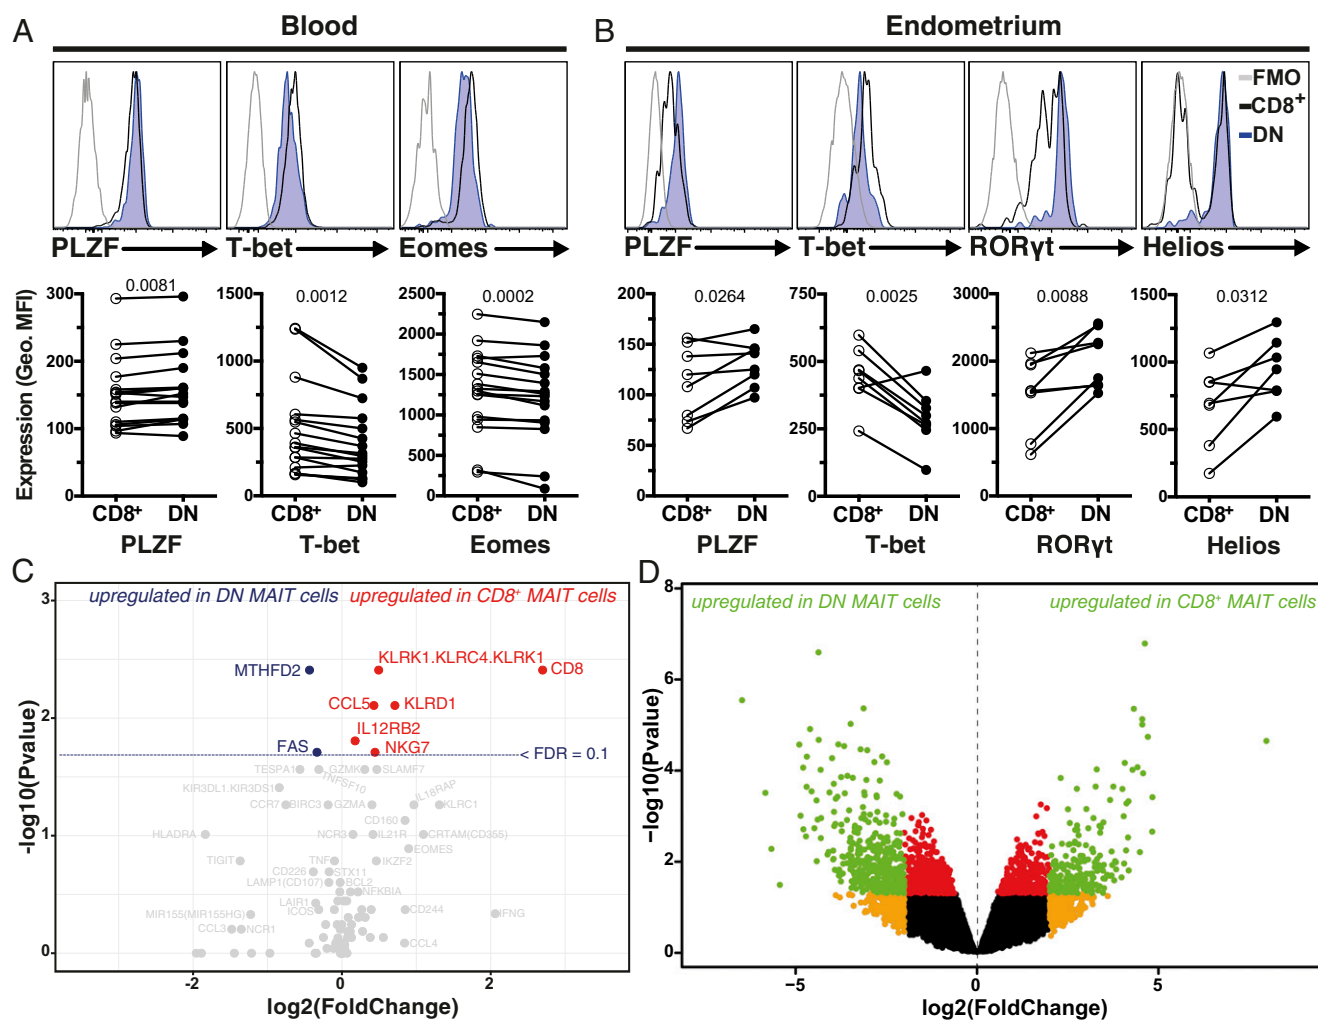 A
Blood
B
Endometrium
FMO
CD8+
DN
PLZF
T-bet
Eomes
PLZF
T-bet
RORγt
Helios
Expression (Geo. MFI)
300
200
100
0
0.0081
CD8+
DN
PLZF
1500
1000
500
0
0.0012
CD8+
DN
T-bet
2500
2000
1500
1000
500
0
0.0002
CD8+
DN
Eomes
200
150
100
50
0
0.0264
CD8+
DN
PLZF
750
500
250
0
0.0025
CD8+
DN
T-bet
3000
2000
1000
0
0.0088
CD8+
DN
RORγt
1500
1000
500
0
0.0312
CD8+
DN
Helios
C
upregulated in DN MAIT cells
upregulated in CD8+ MAIT cells
-log10(Pvalue)
3
2
1
0
MTHFD2
KLRK1.KLRC4.KLRK1
CD8
CCL5
KLRD1
IL12RB2
FAS
NKG7
< FDR = 0.1
TESPA1
TNFSF10
GZMK
SLAMF7
KIR3DL1.KIR3DS1
IL18RAP
CCR7
BIRC3
GZMA
KLRC1
CD160
HLADRA
NCR3
IL21R
CRTAM(CD355)
EOMES
TIGIT
TNF
IKZF2
CD226
STX11
LAMP1(CD107)
BCL2
NFKBIA
LAIR1
ICOS
CD244
IFNG
MIR155(MIR155HG)
CCL3
NCR1
CCL4
-2
0
2
log2(FoldChange)
D
upregulated in DN MAIT cells
upregulated in CD8+ MAIT cells
−log10(Pvalue)
8
6
4
2
0
−5
0
5
log2(FoldChange)